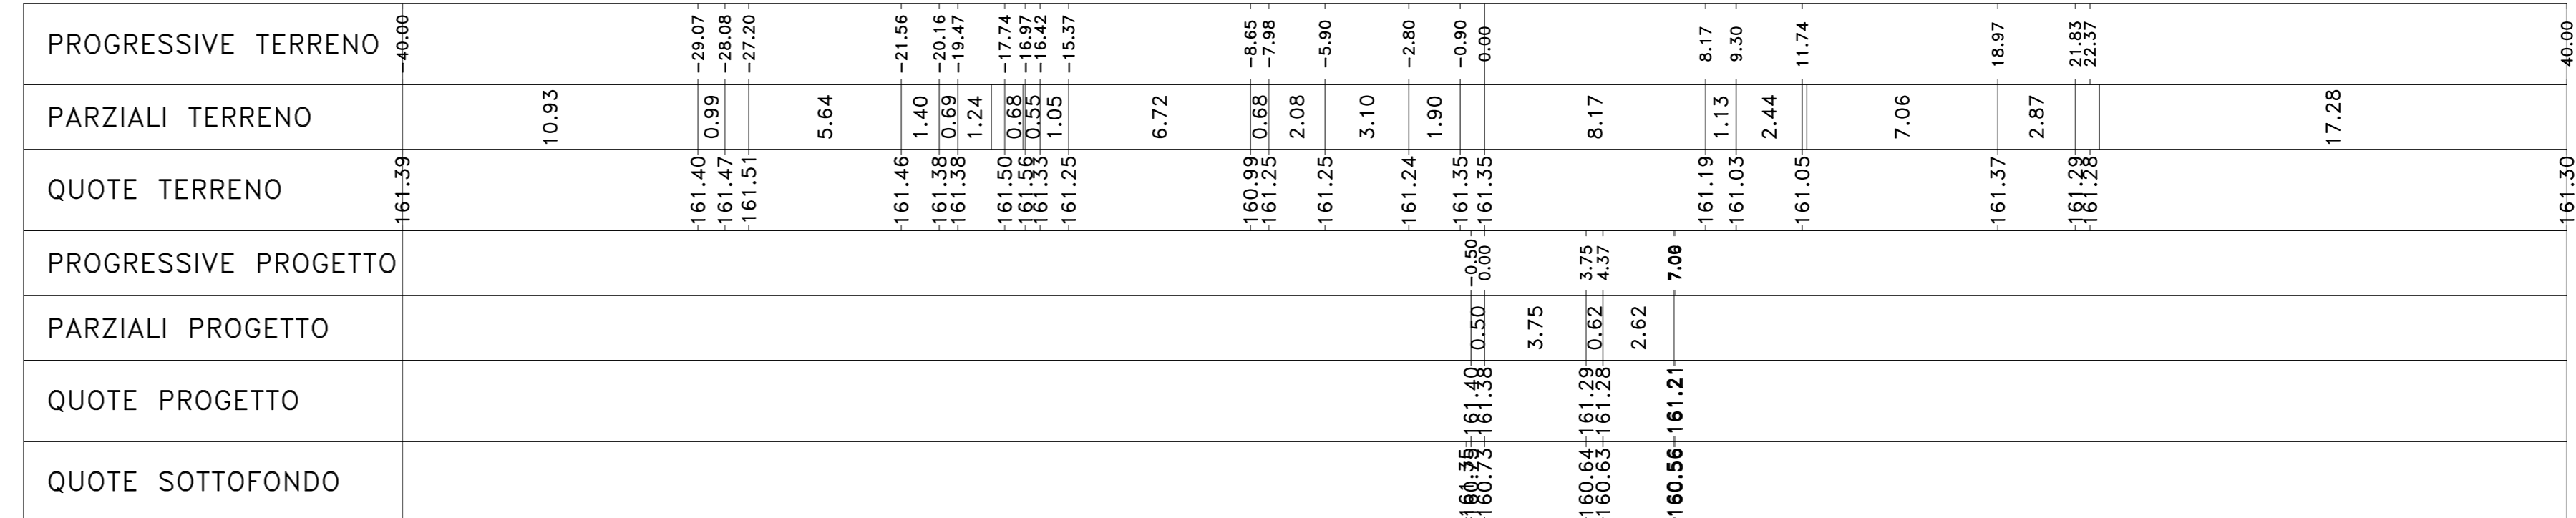 PROGRESSIVE TERRENO -40.00 -29.07 -28.08 -27.20 -21.56 -20.16 -19.47 -17.74 -16.97 -16.42 -15.37 -8.65 -7.98 -5.90 -2.80 -0.90 0.00 8.17 9.30 11.74 18.97 21.83 22.37 40.00
PARZIALI TERRENO 10.93 0.99 5.64 1.40 0.69 1.24 0.68 0.55 1.05 6.72 0.68 2.08 3.10 1.90 8.17 1.13 2.44 7.06 2.87 17.28
QUOTE TERRENO 161.39 161.40 161.47 161.51 161.46 161.38 161.38 161.50 161.56 161.33 161.25 160.99 161.25 161.25 161.24 161.35 161.35 161.19 161.03 161.05 161.37 161.29 161.28 161.30
PROGRESSIVE PROGETTO -0.50 0.00 3.75 4.37
PARZIALI PROGETTO 0.50 3.75 0.62 2.62
QUOTE PROGETTO 161.40 161.38 161.29 161.28 161.21
QUOTE SOTTOFONDO 160.73 160.64 160.63 160.56